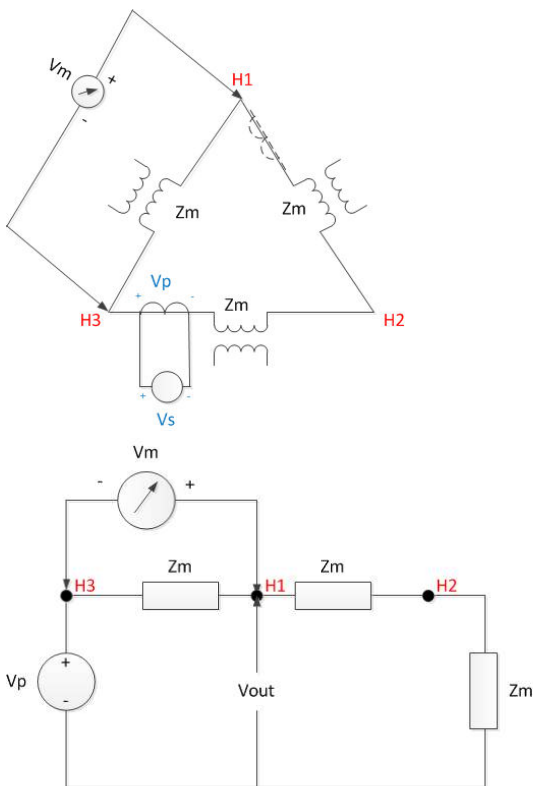 H1
Vm
+
-
Zm
Zm
Vp
+ -
Zm
H3
H2
+ -
Vs
Vm
- +
Zm
Zm
H3
H1
H2
+
Vp
-
Vout
Zm